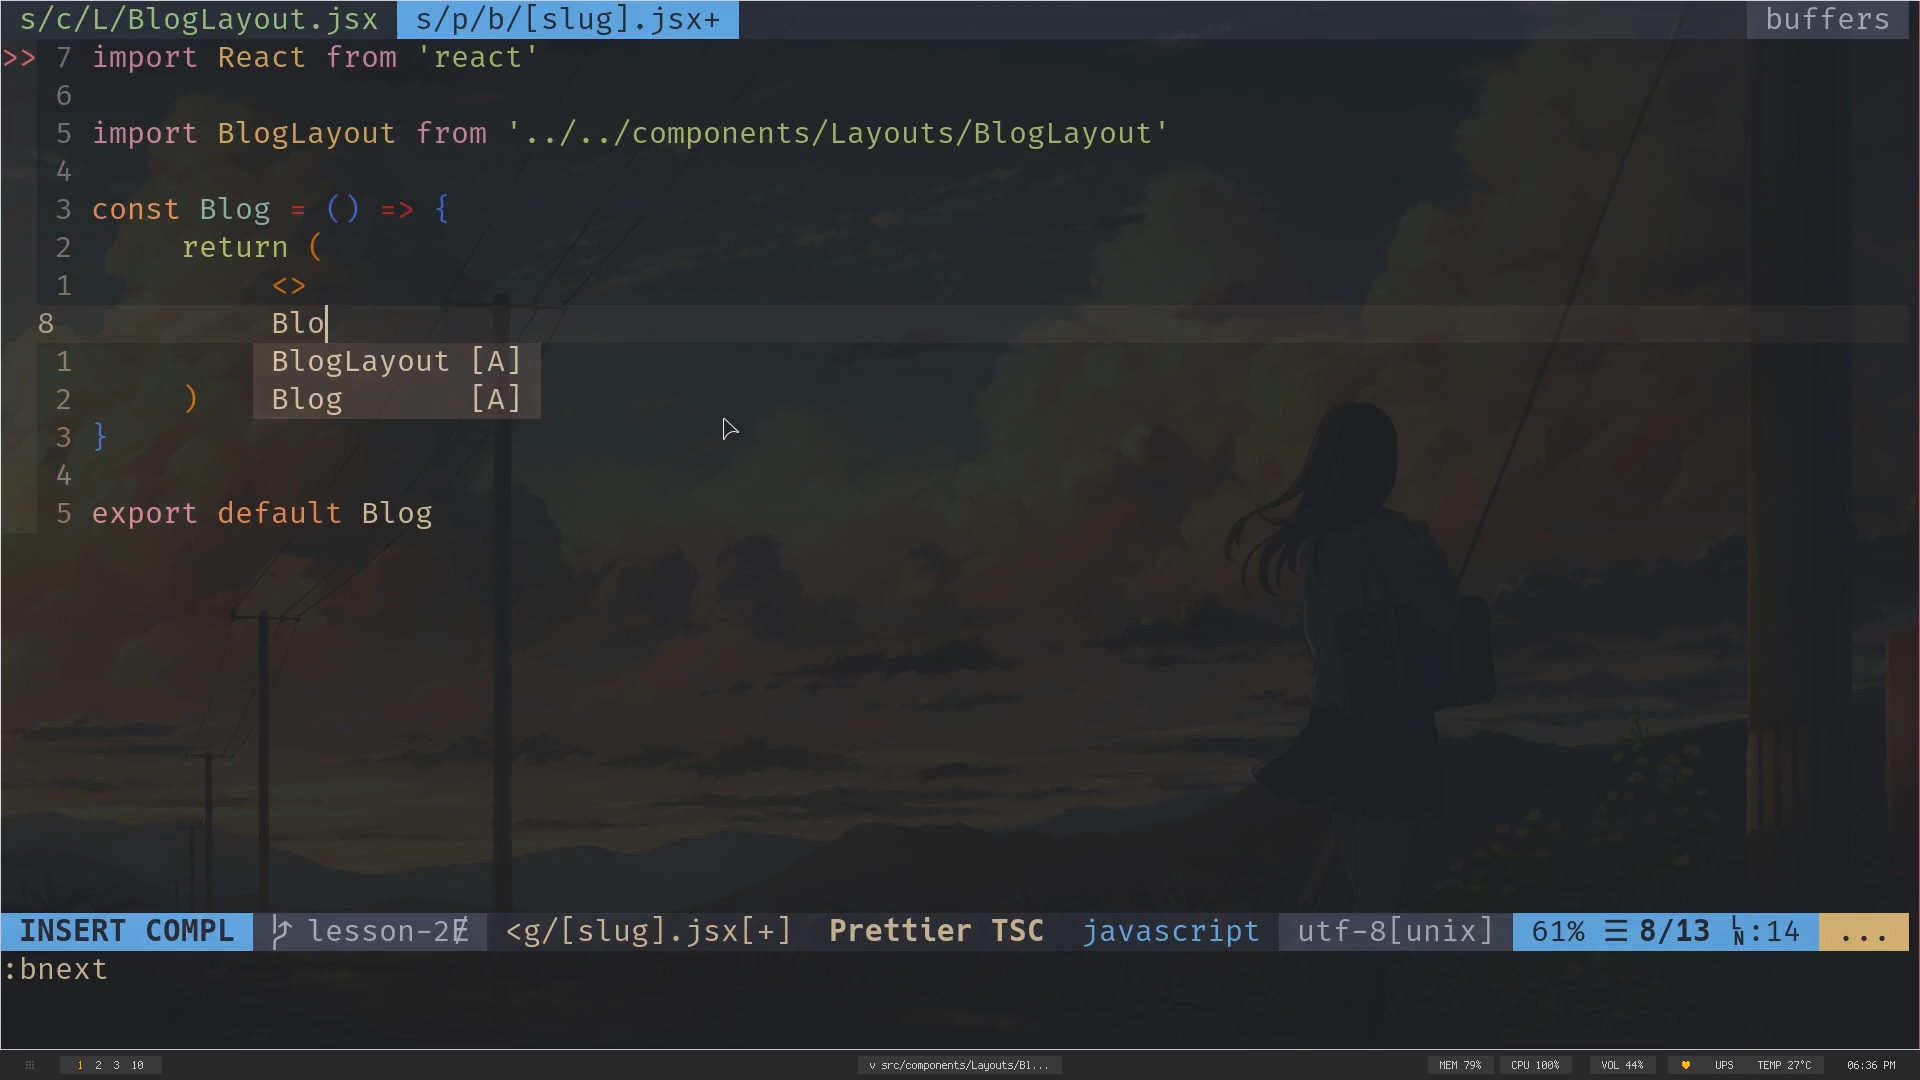 s/c/L/BlogLayout.jsx s/p/b/[slug].jsx+ buffers
>> 7 import React from 'react'
6
5 import BlogLayout from '../../components/Layouts/BlogLayout'
4
3 const Blog = () => {
2 return (
1 <>
8 Blo
1 BlogLayout [A]
2 ) Blog [A]
3 }
4
5 export default Blog
INSERT COMPL lesson-2 <g/[slug].jsx[+] Prettier TSC javascript utf-8[unix] 61% ☰ 8/13 LN:14 ...
:bnext
1 2 3 10 v src/components/Layouts/Bl... MEM 79% CPU 100% VOL 44% UPS TEMP 27°C 06:36 PM